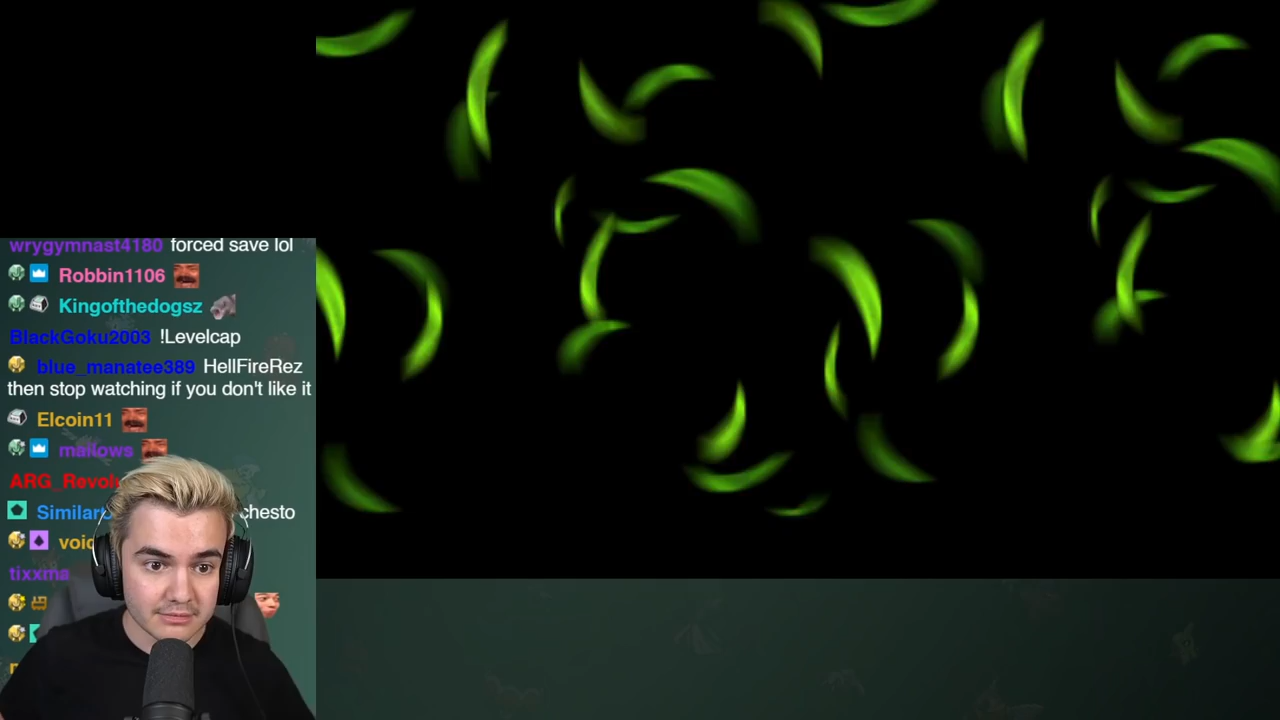 wrygymnast4180 forced save lol
Robbin1106
Kingofthedogsz
BlackGoku2003 !Levelcap
blue_manatee389 HellFireRez
then stop watching if you don't like it
Elcoin11
mallows
chesto
tixxma